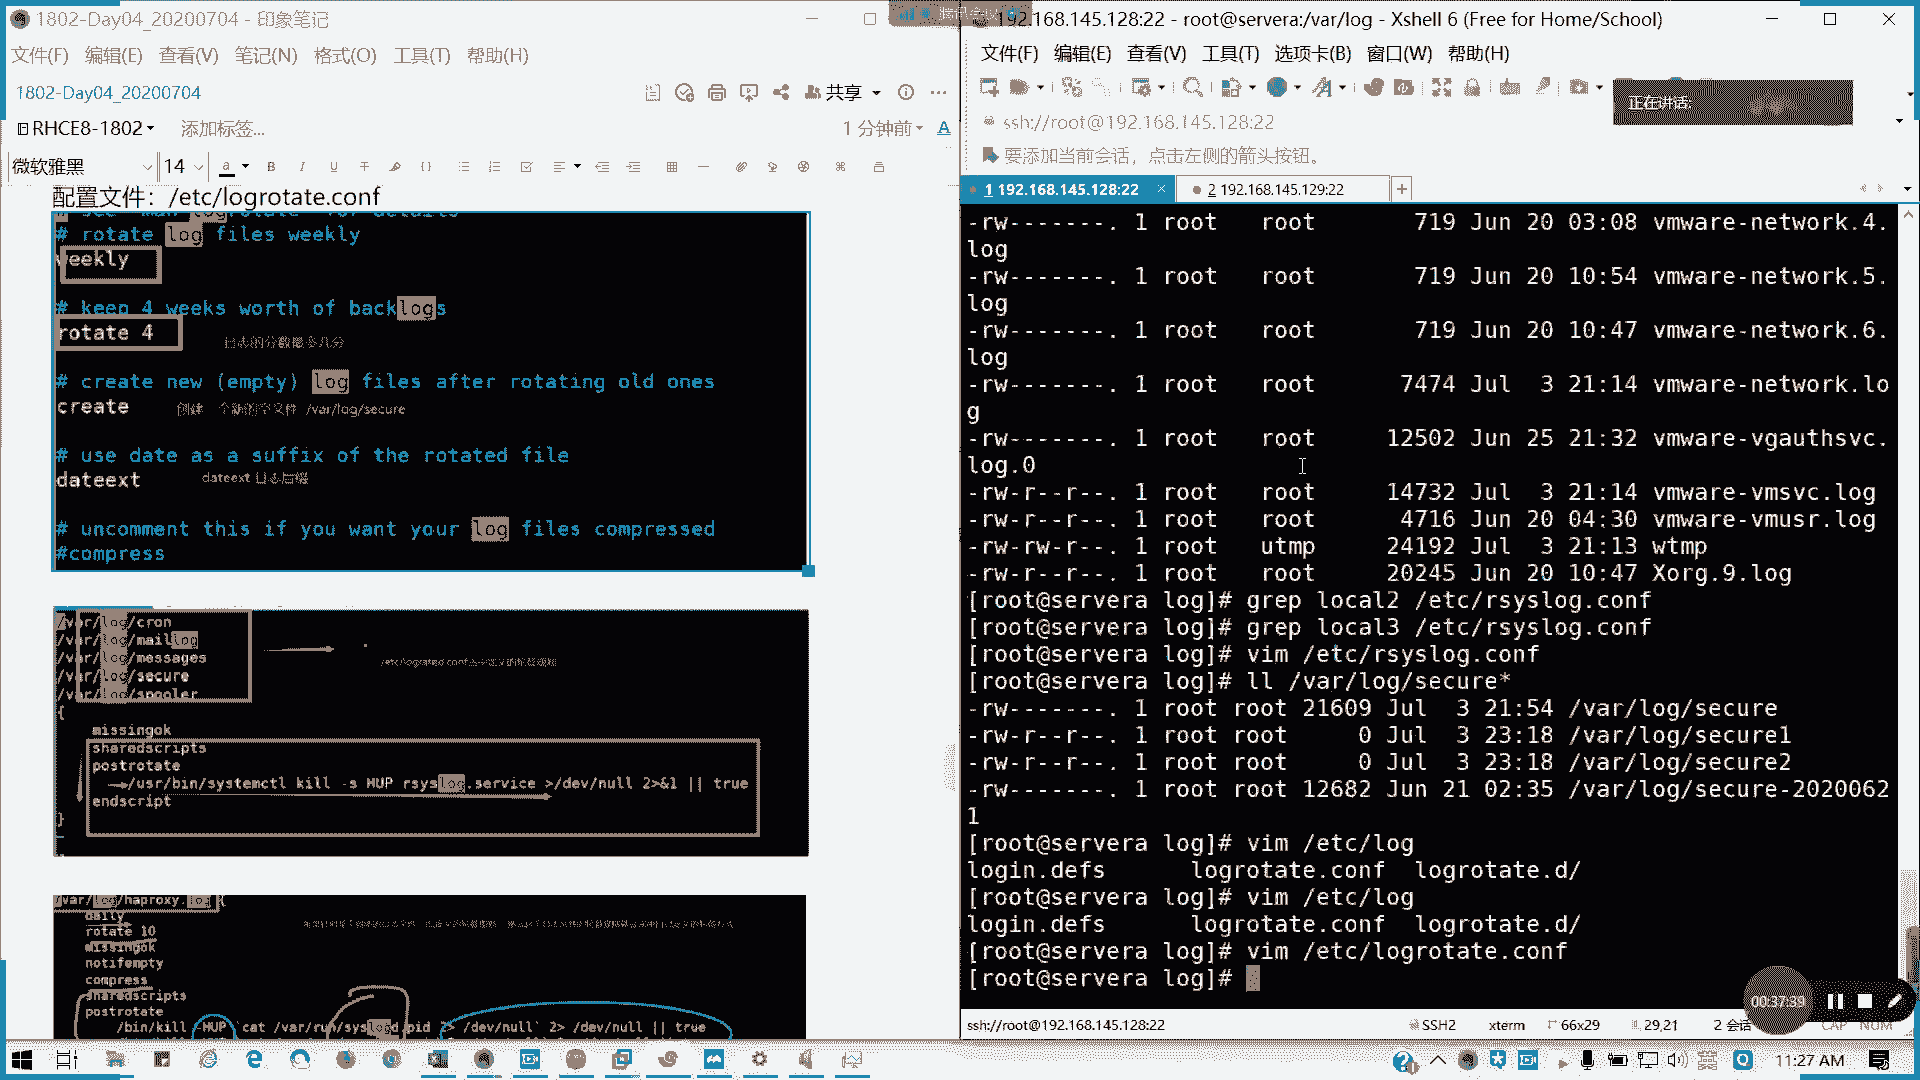 1802-Day04_20200704 - 印象笔记
文件(F) 编辑(E) 查看(V) 笔记(N) 格式(O) 工具(T) 帮助(H)
1802-Day04_20200704
共享
RHCE8-1802
添加标签...
1 分钟前
微软雅黑
14
配置文件：/etc/logrotate.conf
# rotate log files weekly
weekly
# keep 4 weeks worth of backlogs
rotate 4
# create new (empty) log files after rotating old ones
create
/var/log/secure
# use date as a suffix of the rotated file
dateext
dateext 日志后缀
# uncomment this if you want your log files compressed
#compress
/var/log/cron
/var/log/maillog
/var/log/messages
/var/log/secure
/var/log/spooler
{
missingok
sharedscripts
postrotate
/usr/bin/systemctl kill -s HUP rsyslog.service >/dev/null 2>&1 || true
endscript
}
/var/log/haproxy.log {
daily
rotate 10
missingok
notifempty
compress
sharedscripts
postrotate
/bin/kill -HUP `cat /var/run/syslogd.pid 2> /dev/null` 2> /dev/null || true
192.168.145.128:22 - root@servera:/var/log - Xshell 6 (Free for Home/School)
文件(F) 编辑(E) 查看(V) 工具(T) 选项卡(B) 窗口(W) 帮助(H)
正在讲话:
ssh://root@192.168.145.128:22
要添加当前会话，点击左侧的箭头按钮。
1 192.168.145.128:22
2 192.168.145.129:22
-rw-------. 1 root root 719 Jun 20 03:08 vmware-network.4.
log
-rw-------. 1 root root 719 Jun 20 10:54 vmware-network.5.
log
-rw-------. 1 root root 719 Jun 20 10:47 vmware-network.6.
log
-rw-------. 1 root root 7474 Jul 3 21:14 vmware-network.lo
g
-rw-------. 1 root root 12502 Jun 25 21:32 vmware-vgauthsvc.
log.0
-rw-r--r--. 1 root root 14732 Jul 3 21:14 vmware-vmsvc.log
-rw-r--r--. 1 root root 4716 Jun 20 04:30 vmware-vmusr.log
-rw-rw-r--. 1 root utmp 24192 Jul 3 21:13 wtmp
-rw-r--r--. 1 root root 20245 Jun 20 10:47 Xorg.9.log
[root@servera log]# grep local2 /etc/rsyslog.conf
[root@servera log]# grep local3 /etc/rsyslog.conf
[root@servera log]# vim /etc/rsyslog.conf
[root@servera log]# ll /var/log/secure*
-rw-------. 1 root root 21609 Jul 3 21:54 /var/log/secure
-rw-r--r--. 1 root root 0 Jul 3 23:18 /var/log/secure1
-rw-r--r--. 1 root root 0 Jul 3 23:18 /var/log/secure2
-rw-------. 1 root root 12682 Jun 21 02:35 /var/log/secure-2020062
1
[root@servera log]# vim /etc/log
login.defs logrotate.conf logrotate.d/
[root@servera log]# vim /etc/log
login.defs logrotate.conf logrotate.d/
[root@servera log]# vim /etc/logrotate.conf
[root@servera log]#
00:37:39
ssh://root@192.168.145.128:22
SSH2 xterm 66x29 29,21 2 会话 CAP NUM
11:27 AM